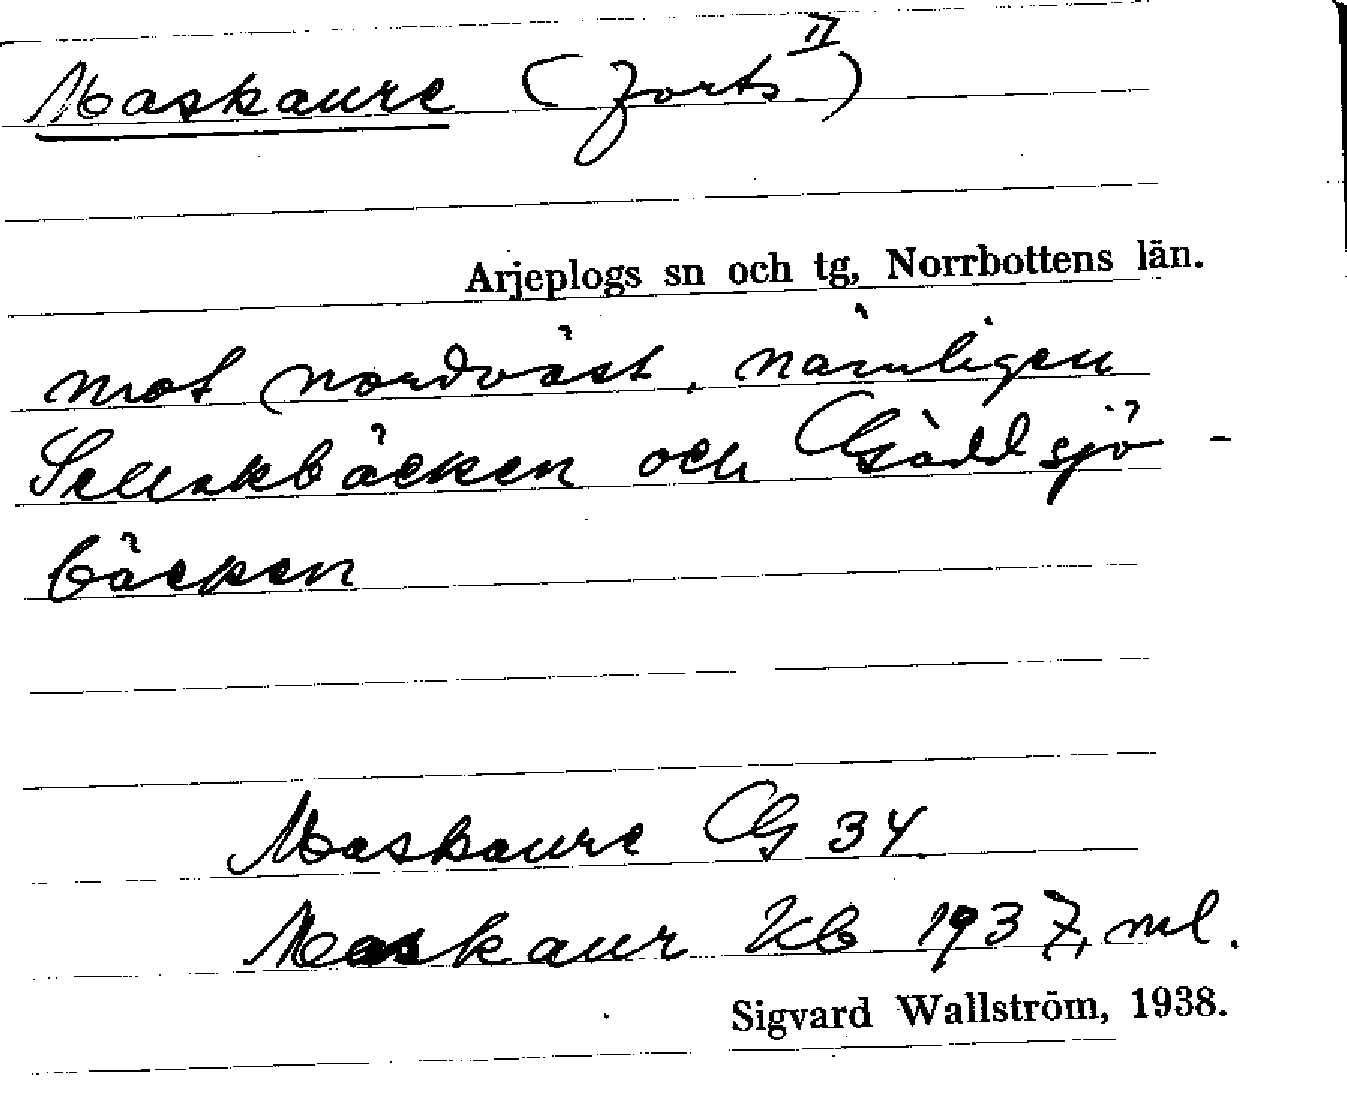 Maskaure (forts II)
Arjeplogs sn och tg, Norrbottens län.
mot nordväst, nämligen
och Gäddsjö-
bäcken
Maskaure G 34
Maskaur Kb 1937, ml.
Sigvard Wallström, 1938.